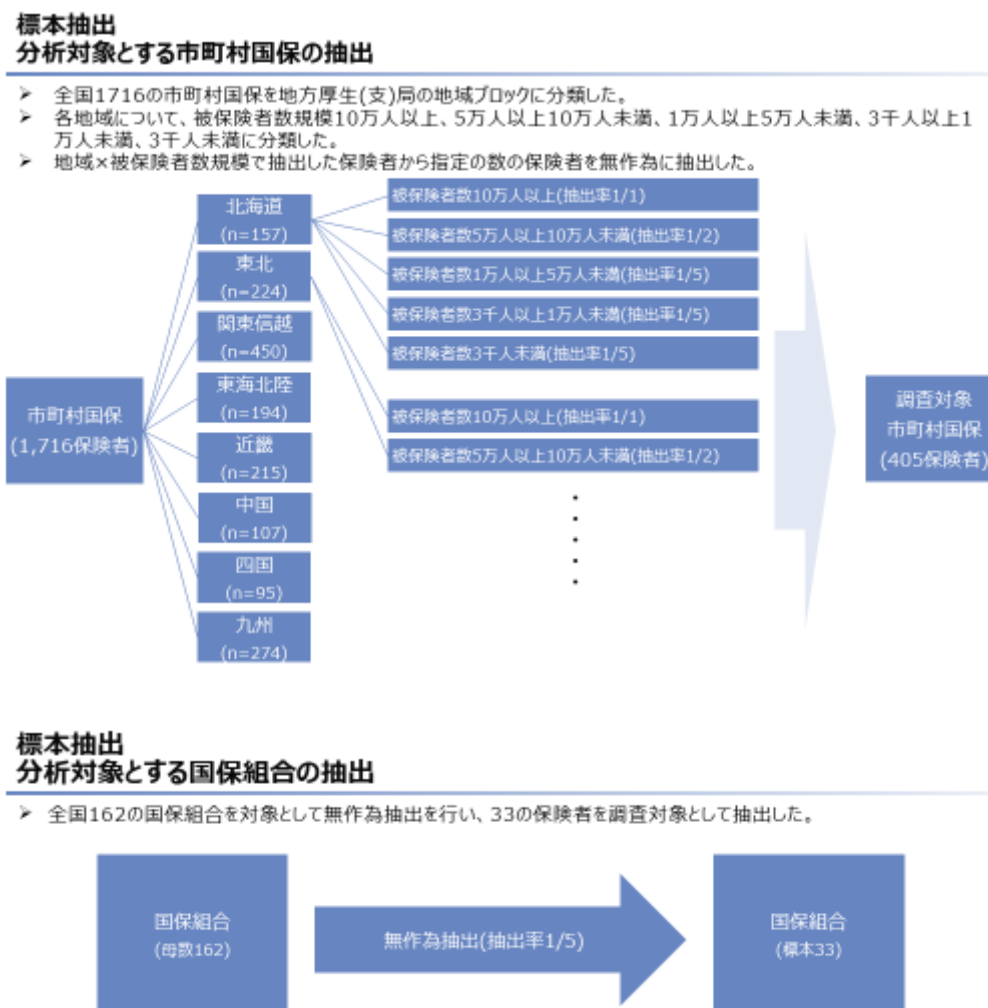 標本抽出
分析対象とする市町村国保の抽出
➢ 全国1716の市町村国保を地方厚生(支)局の地域ブロックに分類した。
➢ 各地域について、被保険者数規模10万人以上、5万人以上10万人未満、1万人以上5万人未満、3千人以上1
万人未満、3千人未満に分類した。
➢ 地域×被保険者数規模で抽出した保険者から指定の数の保険者を無作為に抽出した。
市町村国保
(1,716保険者)
北海道
(n=157)
東北
(n=224)
関東信越
(n=450)
東海北陸
(n=194)
近畿
(n=215)
中国
(n=107)
四国
(n=95)
九州
(n=274)
被保険者数10万人以上(抽出率1/1)
被保険者数5万人以上10万人未満(抽出率1/2)
被保険者数1万人以上5万人未満(抽出率1/5)
被保険者数3千人以上1万人未満(抽出率1/5)
被保険者数3千人未満(抽出率1/5)
被保険者数10万人以上(抽出率1/1)
被保険者数5万人以上10万人未満(抽出率1/2)
調査対象
市町村国保
(405保険者)
標本抽出
分析対象とする国保組合の抽出
➢ 全国162の国保組合を対象として無作為抽出を行い、33の保険者を調査対象として抽出した。
国保組合
(母数162)
無作為抽出(抽出率1/5)
国保組合
(標本33)